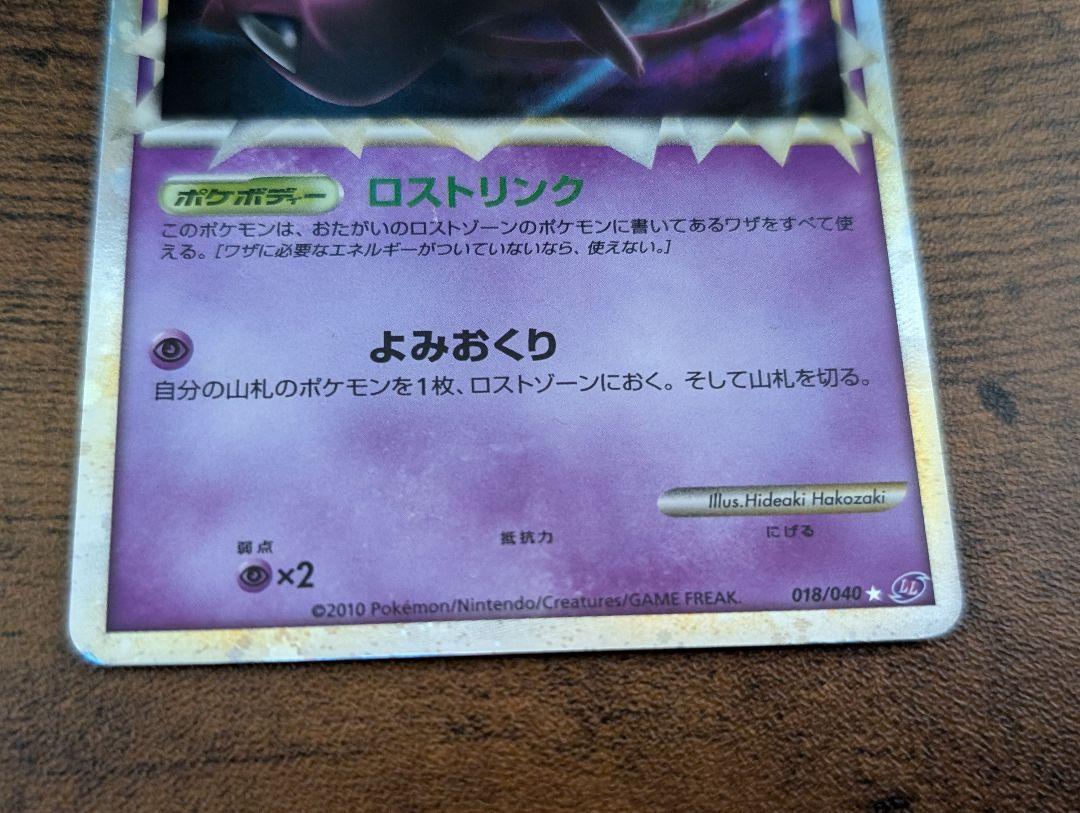 ポケボディー ロストリンク
このポケモンは、おたがいのロストゾーンのポケモンに書いてあるワザをすべて使
える。[ワザに必要なエネルギーがついていないなら、使えない。]
よみおくり
自分の山札のポケモンを1枚、ロストゾーンにおく。そして山札を切る。
Illus.Hideaki Hakozaki
弱点 抵抗力 にげる
×2
©2010 Pokémon/Nintendo/Creatures/GAME FREAK. 018/040 ★ LL